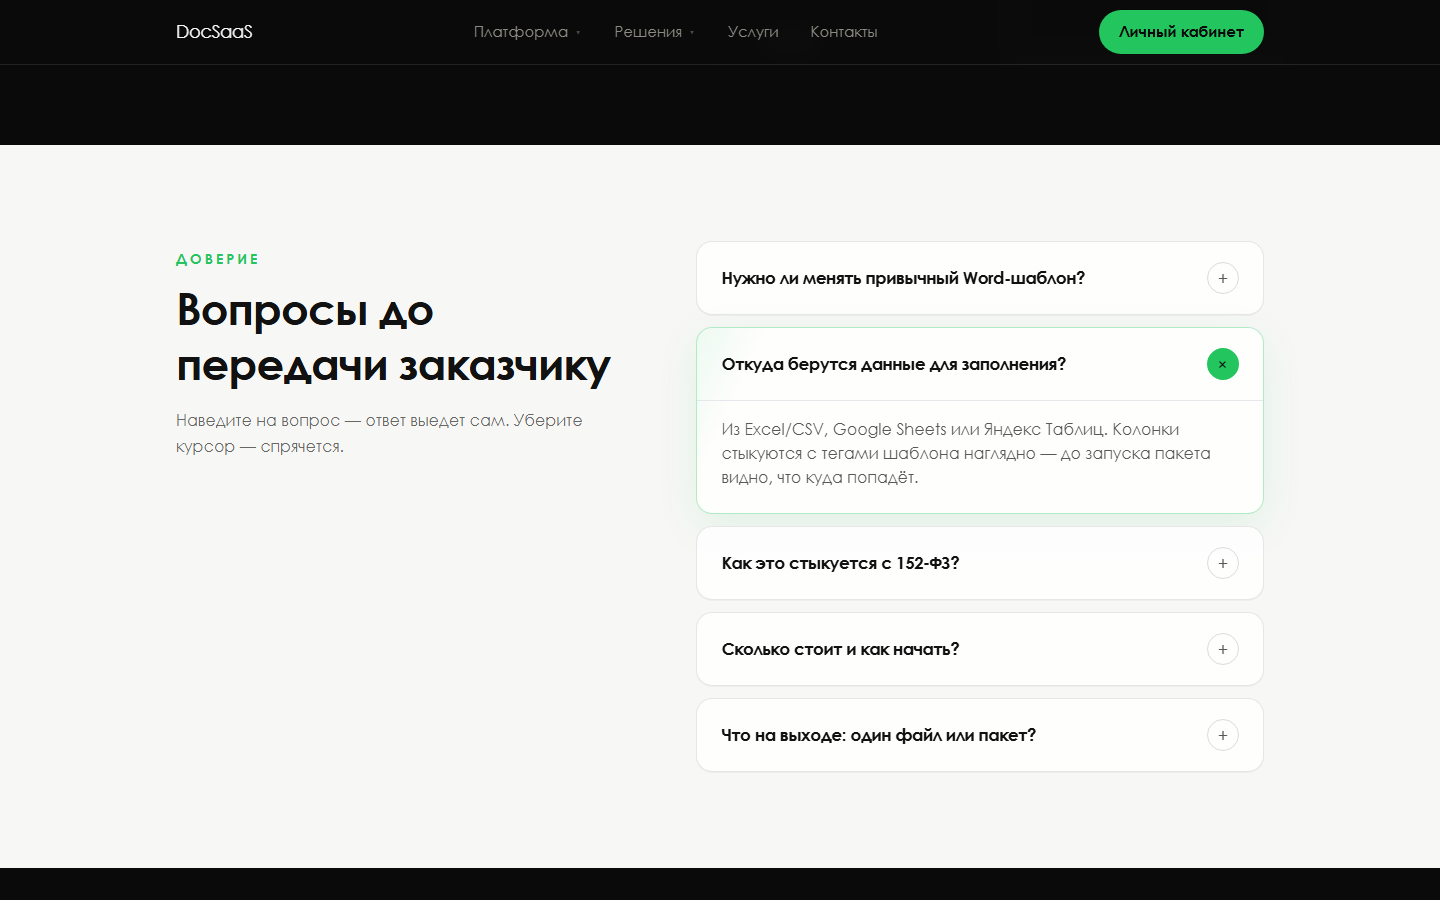 DocSaaS
Платформа
Решения
Услуги
Контакты
Личный кабинет
ДОВЕРИЕ
Вопросы до
передачи заказчику
Наведите на вопрос — ответ выедет сам. Уберите
курсор — спрячется.
Нужно ли менять привычный Word-шаблон?
+
Откуда берутся данные для заполнения?
×
Из Excel/CSV, Google Sheets или Яндекс Таблиц. Колонки
стыкуются с тегами шаблона наглядно — до запуска пакета
видно, что куда попадёт.
Как это стыкуется с 152-ФЗ?
+
Сколько стоит и как начать?
+
Что на выходе: один файл или пакет?
+